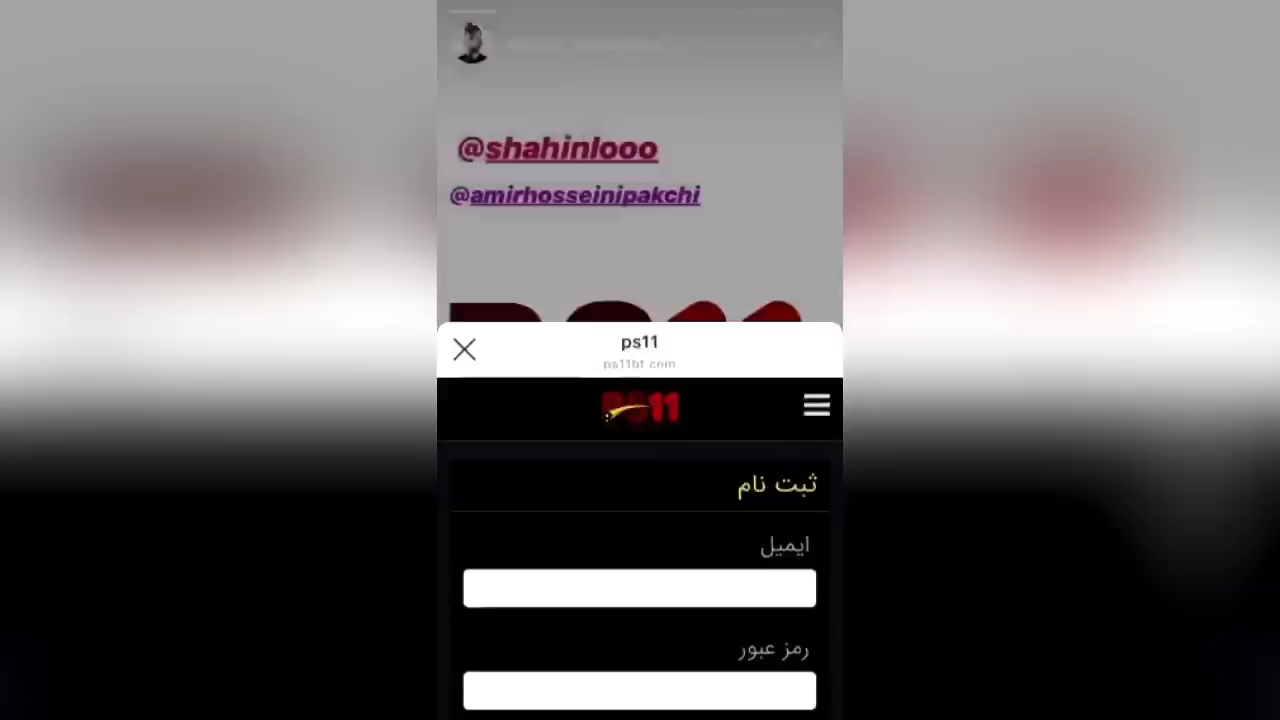 @shahinlooo
@amirhosseinipakchi
ps11
ps11bt.com
PS11
ثبت نام
ایمیل
رمز عبور